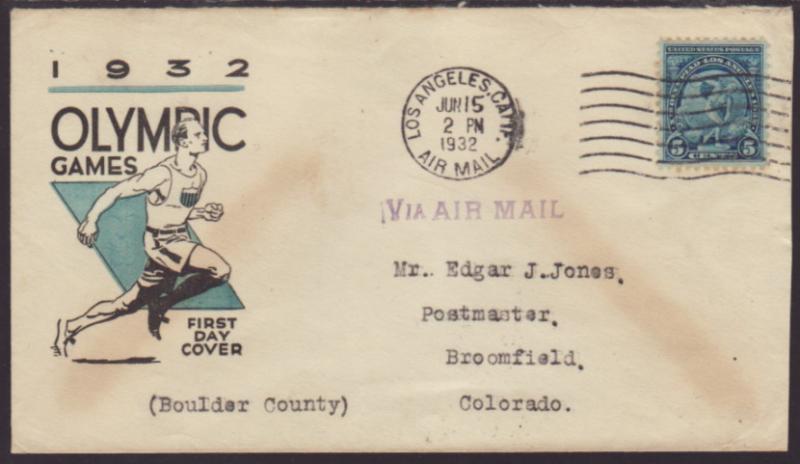 1932
OLYMPIC
GAMES
FIRST
DAY
COVER
LOS ANGELES, CALIF.
JUN 15
2 PM
1932
AIR MAIL
UNITED STATES POSTAGE
5 CENTS 5
VIA AIR MAIL
Mr. Edgar J. Jones,
Postmaster,
Broomfield,
(Boulder County) Colorado.